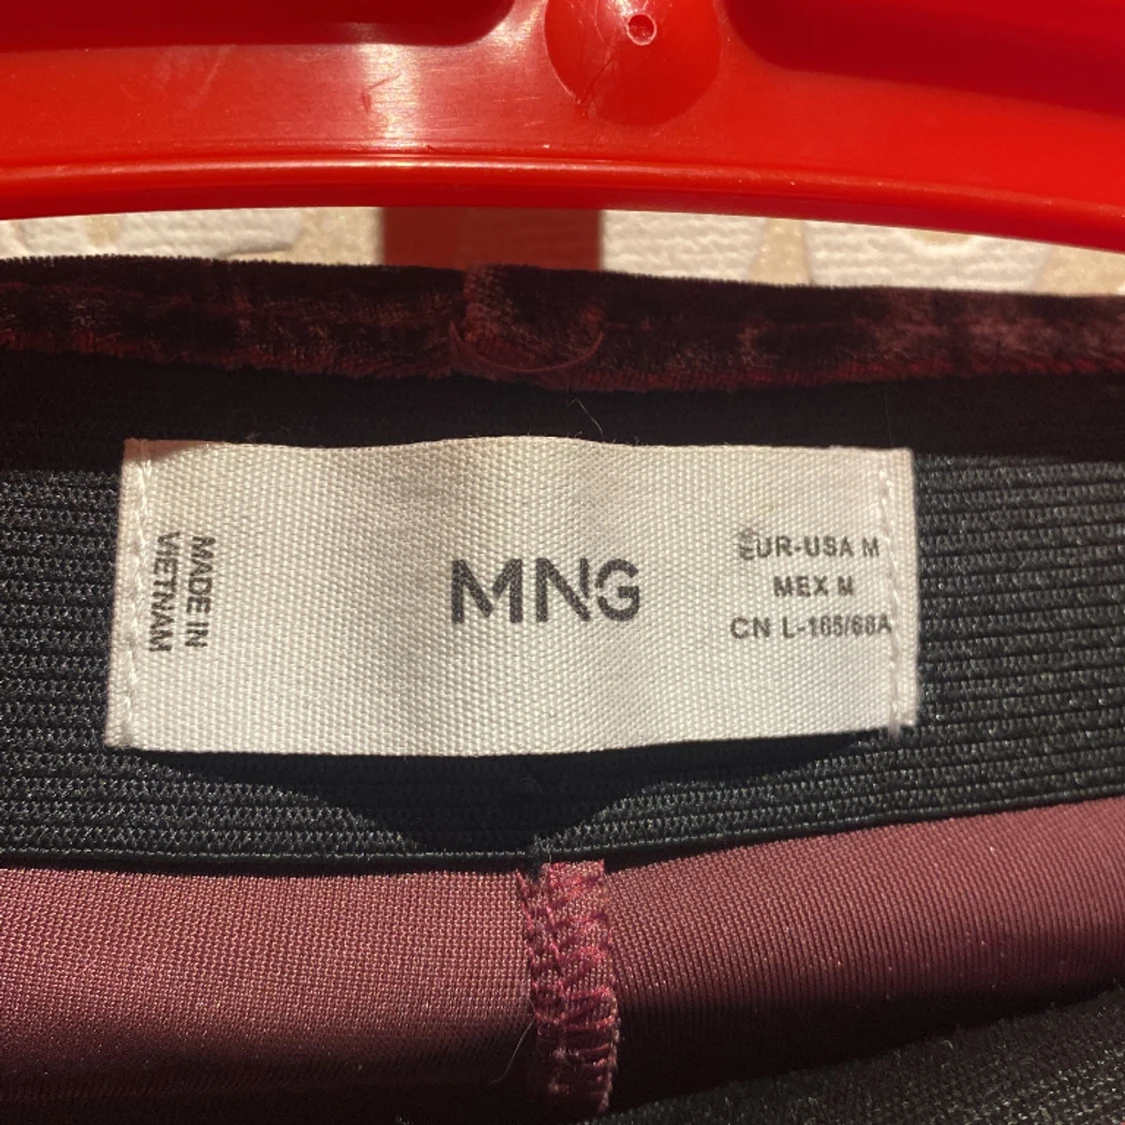 MADE IN
VIETNAM
MNG
EUR-USA M
MEX M
CN L-165/68A